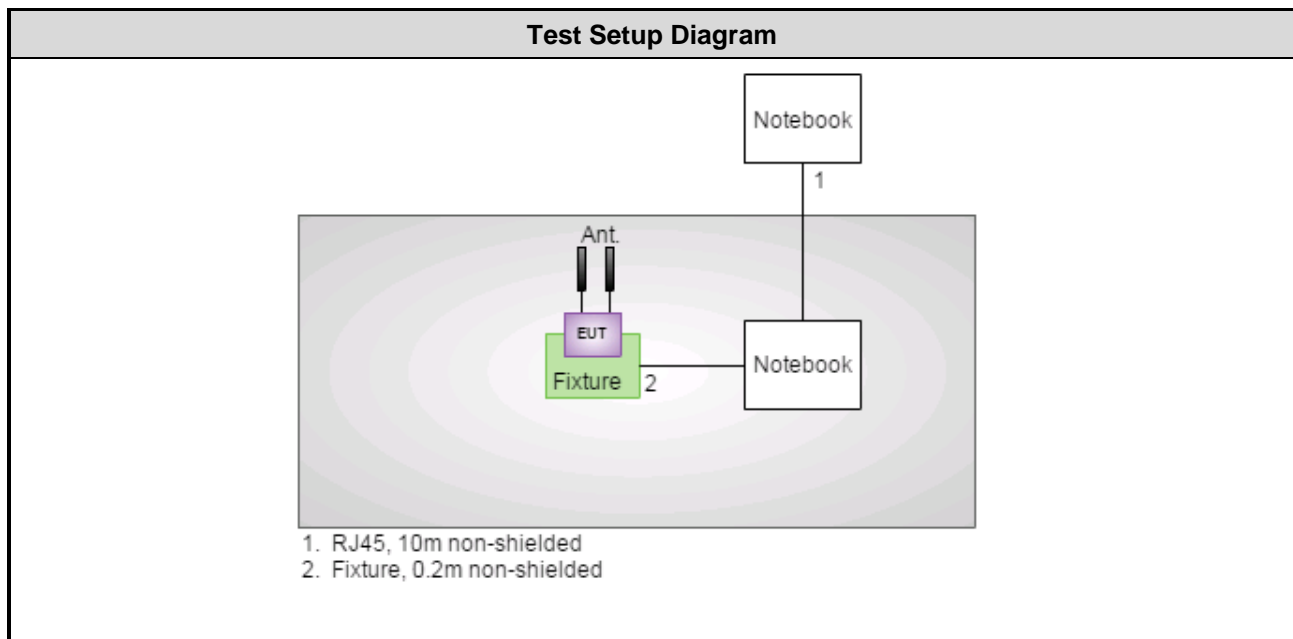 Test Setup Diagram
Notebook
1
Ant.
EUT
Fixture
2
Notebook
1. RJ45, 10m non-shielded
2. Fixture, 0.2m non-shielded